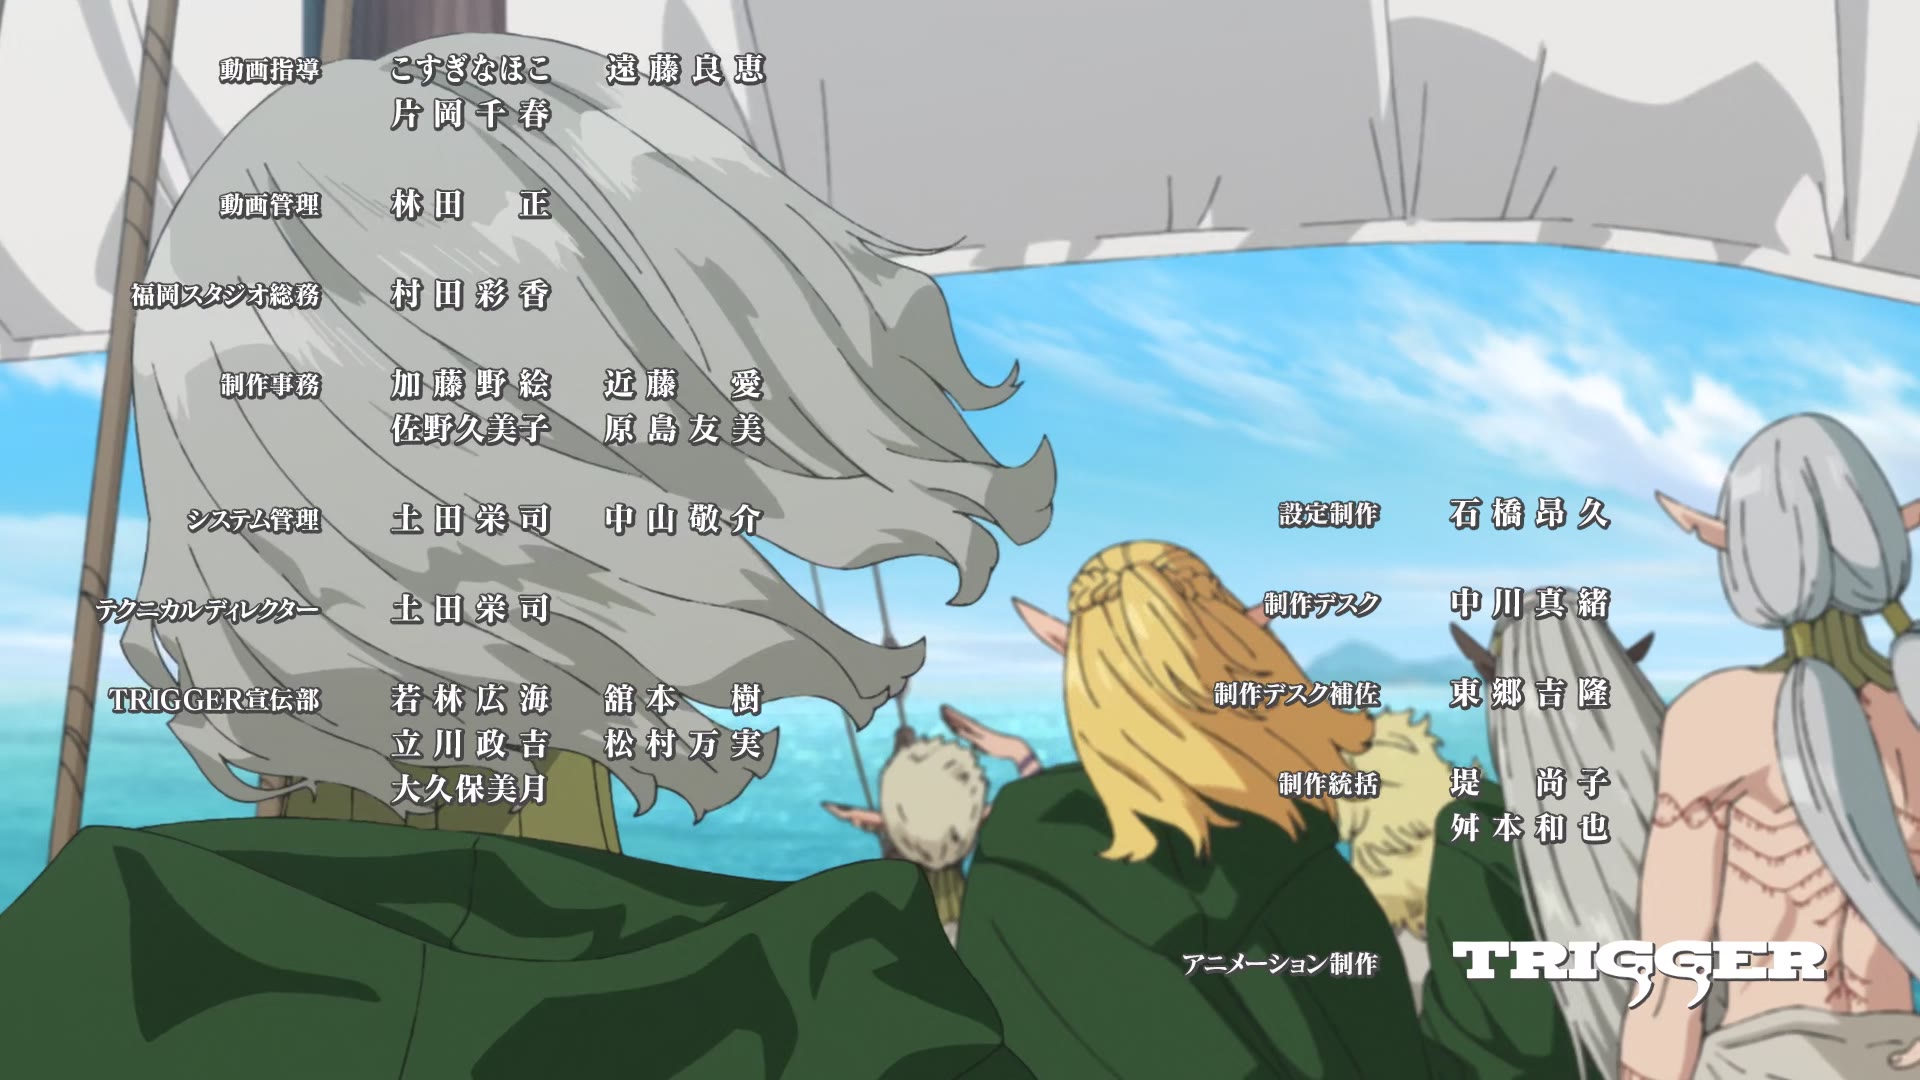 動画指導 こすぎなほこ 遠藤良恵
片岡千春
動画管理 林田 正
福岡スタジオ総務 村田彩香
制作事務 加藤野絵 近藤 愛
佐野久美子 原島友美
システム管理 土田栄司 中山敬介
テクニカルディレクター 土田栄司
TRIGGER宣伝部 若林広海 舘本 樹
立川政吉 松村万実
大久保美月
設定制作 石橋昂久
制作デスク 中川真緒
制作デスク補佐 東郷吉隆
制作統括 堤 尚子
舛本和也
アニメーション制作 TRIGGER